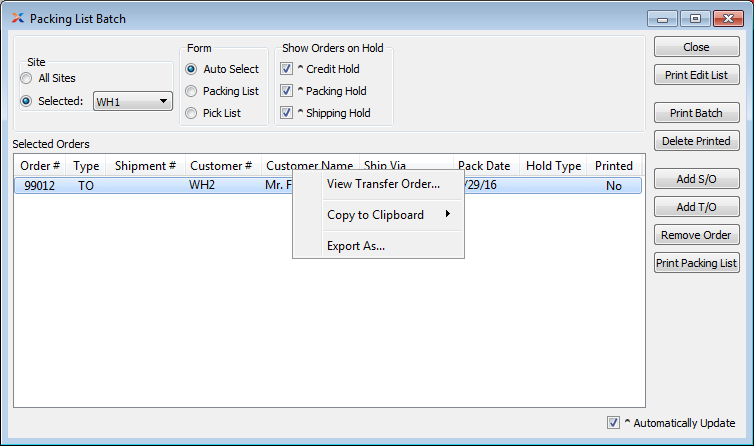 Packing List Batch
Site
All Sites
Selected:
WH1
Form
Auto Select
Packing List
Pick List
Show Orders on Hold
^ Credit Hold
^ Packing Hold
^ Shipping Hold
Close
Print Edit List
Print Batch
Delete Printed
Add S/O
Add T/O
Remove Order
Print Packing List
Selected Orders
Order # Type Shipment # Customer # Customer Name Ship Via Pack Date Hold Type Printed
99012 TO WH2 Mr. F /29/16 No
View Transfer Order...
Copy to Clipboard
Export As...
^ Automatically Update